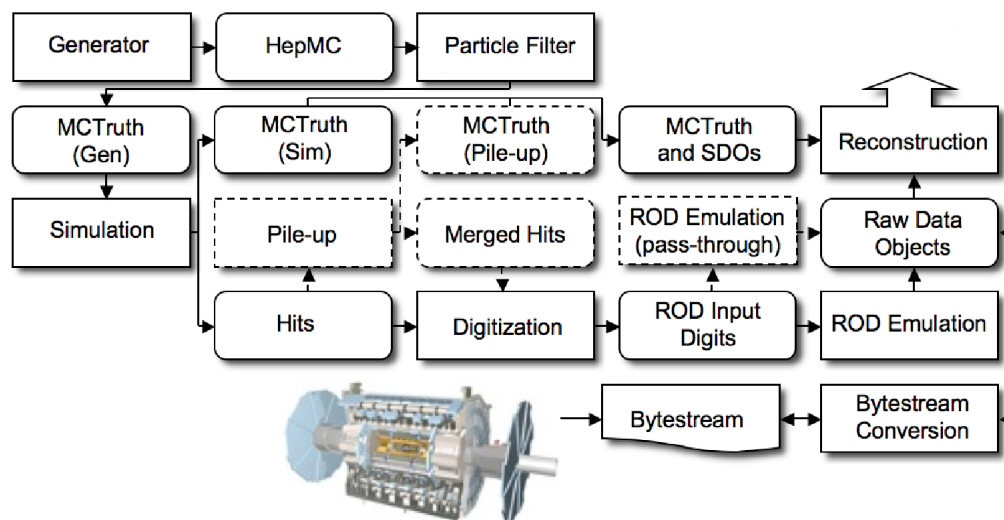 Generator
HepMC
Particle Filter
MCTruth
(Gen)
MCTruth
(Sim)
MCTruth
(Pile-up)
MCTruth
and SDOs
Reconstruction
Simulation
Pile-up
Merged Hits
ROD Emulation
(pass-through)
Raw Data
Objects
Hits
Digitization
ROD Input
Digits
ROD Emulation
Bytestream
Bytestream
Conversion